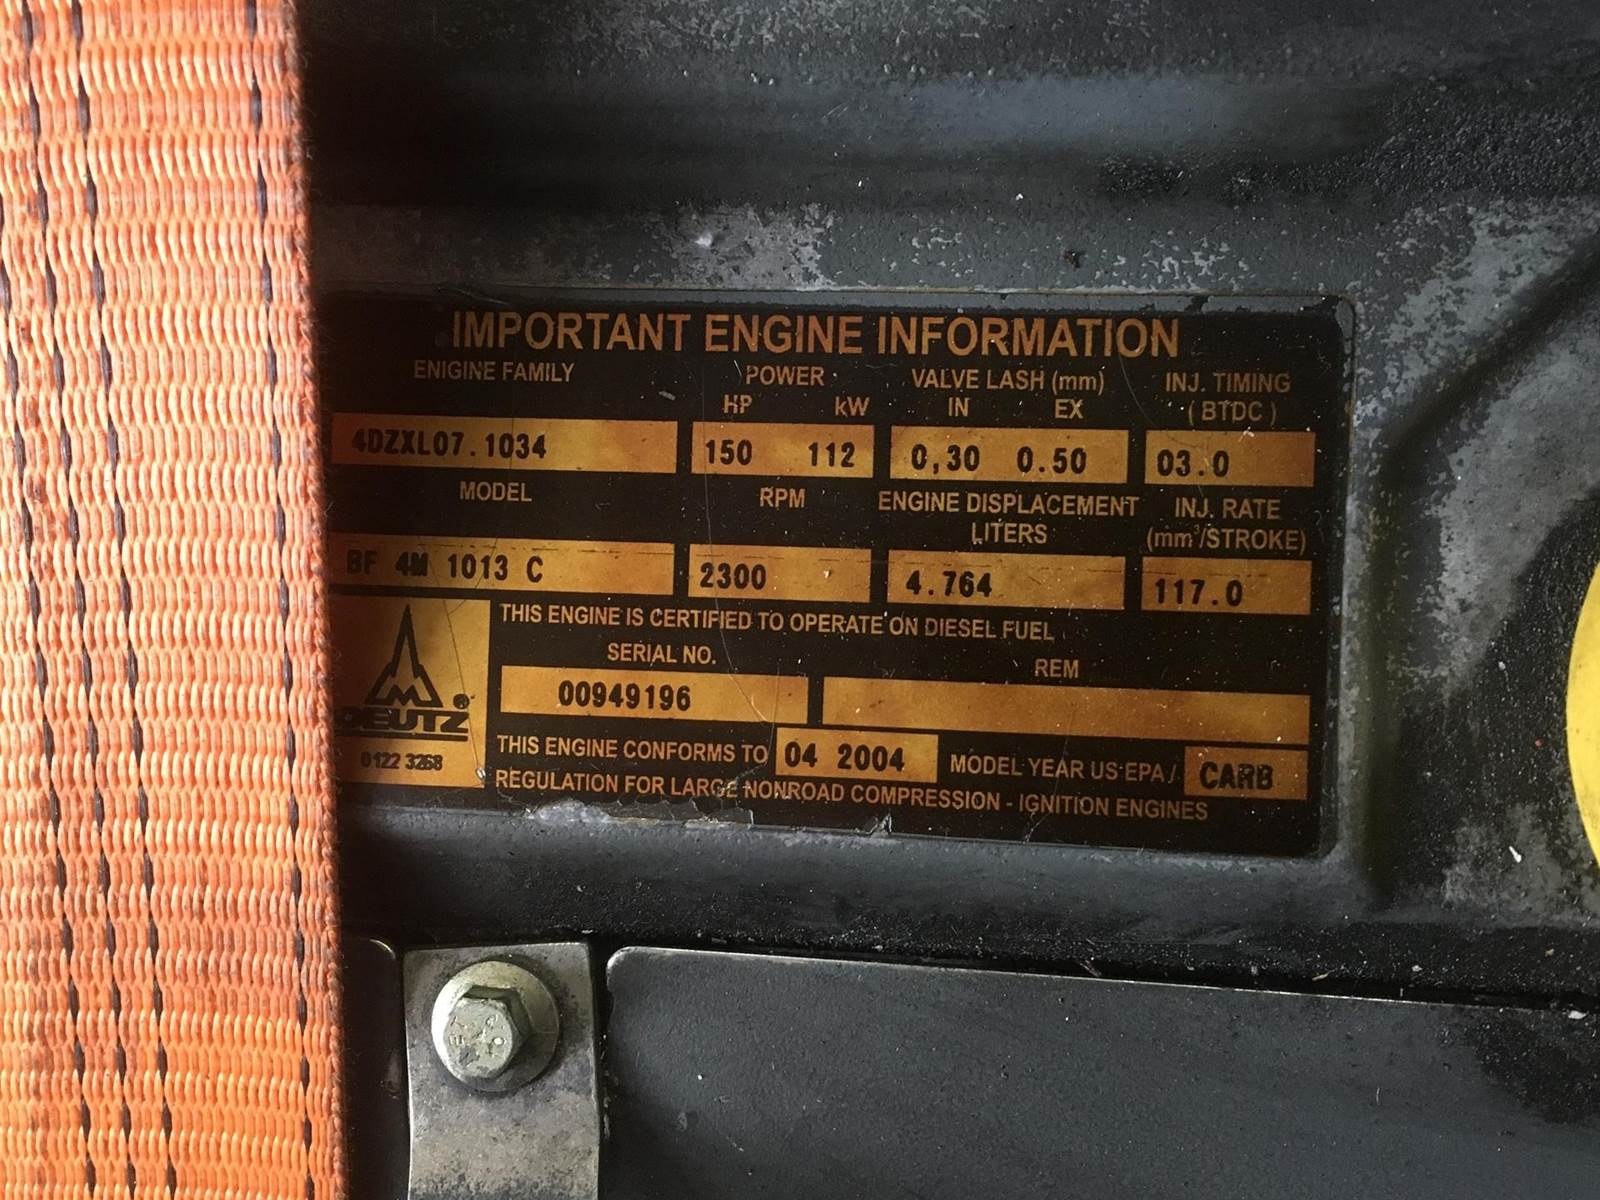 IMPORTANT ENGINE INFORMATION
ENIGINE FAMILY POWER VALVE LASH (mm) INJ. TIMING
HP kW IN EX (BTDC)
4DZXL07.1034 150 112 0,30 0.50 03.0
MODEL RPM ENGINE DISPLACEMENT INJ. RATE
LITERS (mm³/STROKE)
BF 4M 1013 C 2300 4.764 117.0
THIS ENGINE IS CERTIFIED TO OPERATE ON DIESEL FUEL
SERIAL NO. REM
00949196
DEUTZ ®
THIS ENGINE CONFORMS TO 04 2004 MODEL YEAR US EPA / CARB
0122 3268
REGULATION FOR LARGE NONROAD COMPRESSION - IGNITION ENGINES